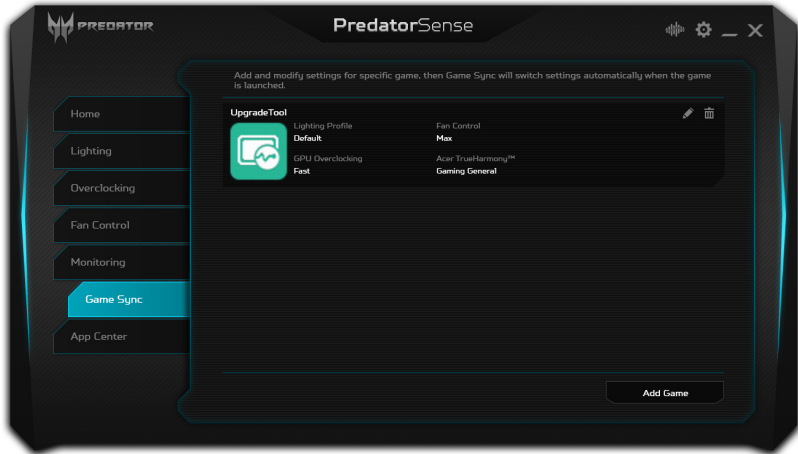 PREDATOR
PredatorSense
Add and modify settings for specific game, then Game Sync will switch settings automatically when the game
is launched.
Home
Lighting
Overclocking
Fan Control
Monitoring
Game Sync
App Center
UpgradeTool
Lighting Profile
Default
Fan Control
Max
GPU Overclocking
Fast
Acer TrueHarmony™
Gaming General
Add Game